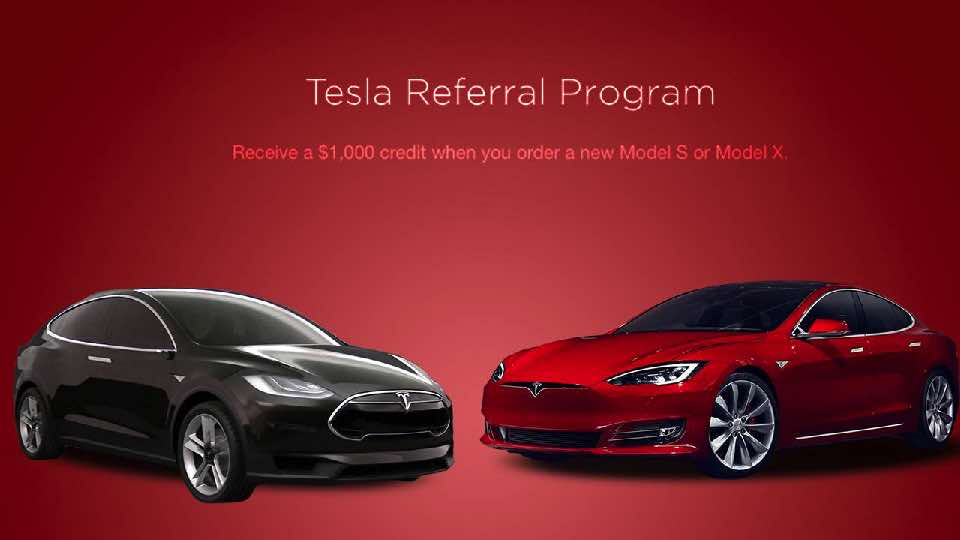 Tesla Referral Program
Receive a $1,000 credit when you order a new Model S or Model X.